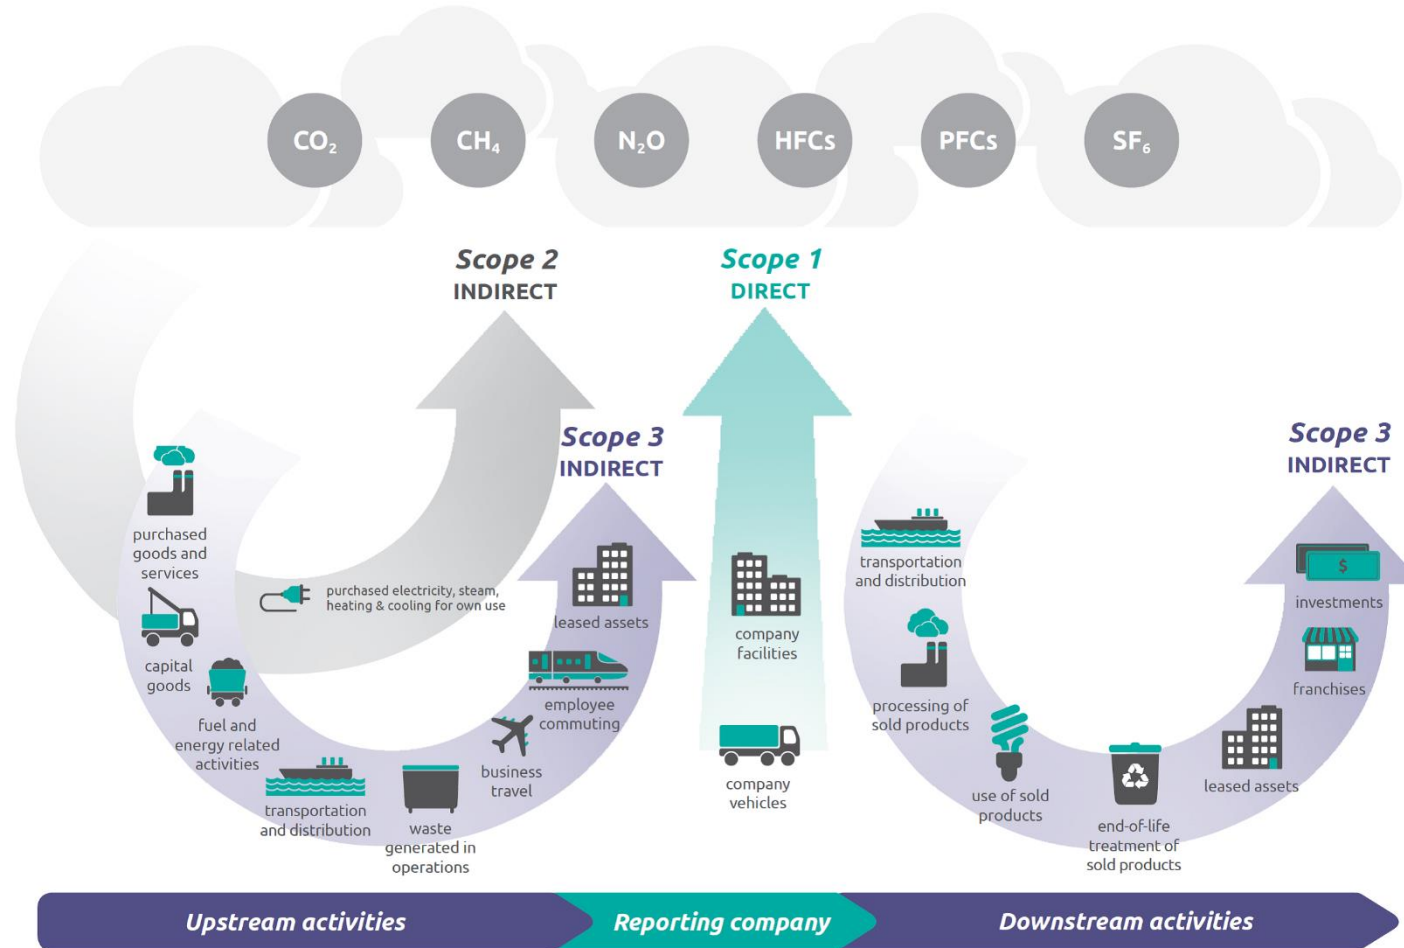 CO₂
CH₄
N₂O
HFCs
PFCs
SF₆
Scope 2
INDIRECT
Scope 1
DIRECT
Scope 3
INDIRECT
Scope 3
INDIRECT
purchased
goods and
services
capital
goods
fuel and
energy related
activities
transportation
and distribution
waste
generated in
operations
business
travel
employee
commuting
leased assets
purchased electricity, steam,
heating & cooling for own use
company
facilities
company
vehicles
transportation
and distribution
processing of
sold products
use of sold
products
end-of-life
treatment of
sold products
leased assets
franchises
$
investments
Upstream activities
Reporting company
Downstream activities